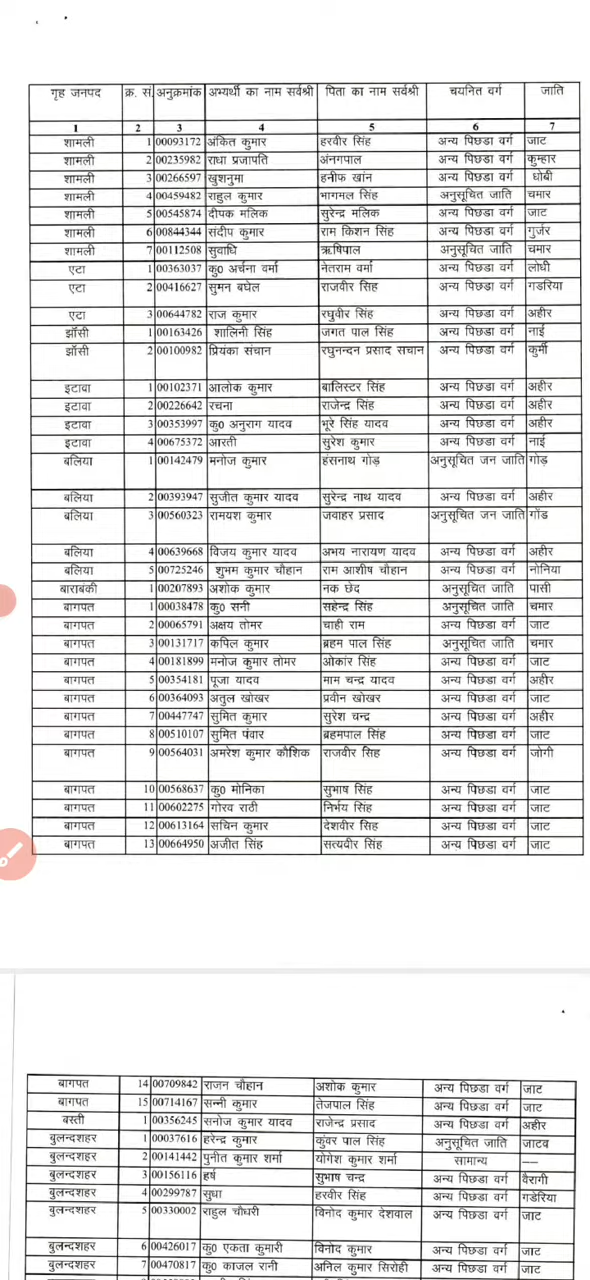 गृह जनपद क्र. सं. अनुक्रमांक अभ्यर्थी का नाम सर्वश्री पिता का नाम सर्वश्री चयनित वर्ग जाति
1 2 3 4 5 6 7
शामली 1 00093172 अंकित कुमार हरवीर सिंह अन्य पिछडा वर्ग जाट
शामली 2 00235982 राधा प्रजापति अंनगपाल अन्य पिछडा वर्ग कुम्हार
शामली 3 00266597 खुशनुमा हनीफ खांन अन्य पिछडा वर्ग धोबी
शामली 4 00459482 राहुल कुमार भागमल सिंह अनुसूचित जाति चमार
शामली 5 00545874 दीपक मलिक सुरेन्द्र मलिक अन्य पिछडा वर्ग जाट
शामली 6 00844344 संदीप कुमार राम किशन सिंह अन्य पिछडा वर्ग गुर्जर
शामली 7 00112508 सुवाधि ऋषिपाल अनुसूचित जाति चमार
एटा 1 00363037 कु0 अर्चना वर्मा नेतराम वर्मा अन्य पिछडा वर्ग लोधी
एटा 2 00416627 सुमन बघेल राजवीर सिह अन्य पिछडा वर्ग गडरिया
एटा 3 00644782 राज कुमार रघुवीर सिंह अन्य पिछडा वर्ग अहीर
झॉसी 1 00163426 शालिनी सिंह जगत पाल सिंह अन्य पिछडा वर्ग नाई
झॉसी 2 00100982 प्रियंका संचान रघुनन्दन प्रसाद सचान अन्य पिछडा वर्ग कुर्मी
इटावा 1 00102371 आलोक कुमार बालिस्टर सिंह अन्य पिछडा वर्ग अहीर
इटावा 2 00226642 रचना राजेन्द्र सिंह अन्य पिछडा वर्ग अहीर
इटावा 3 00353997 कु0 अनुराग यादव भूरे सिंह यादव अन्य पिछडा वर्ग अहीर
इटावा 4 00675372 आरती सुरेश कुमार अन्य पिछडा वर्ग नाई
बलिया 1 00142479 मनोज कुमार हंसनाथ गोड़ अनुसूचित जन जाति गोड़
बलिया 2 00393947 सुजीत कुमार यादव सुरेन्द्र नाथ यादव अन्य पिछडा वर्ग अहीर
बलिया 3 00560323 रामयश कुमार जवाहर प्रसाद अनुसूचित जन जाति गोंड
बलिया 4 00639668 विजय कुमार यादव अभय नारायण यादव अन्य पिछडा वर्ग अहीर
बलिया 5 00725246 शुभम कुमार चौहान राम आशीष चौहान अन्य पिछडा वर्ग नोनिया
बाराबंकी 1 00207893 अशोक कुमार नक छेद अनुसूचित जाति पासी
बागपत 1 00038478 कु0 सनी सहेन्द्र सिंह अनुसूचित जाति चमार
बागपत 2 00065791 अक्षय तोमर चाही राम अन्य पिछडा वर्ग जाट
बागपत 3 00131717 कपिल कुमार ब्रहम पाल सिंह अनुसूचित जाति चमार
बागपत 4 00181899 मनोज कुमार तोमर ओकांर सिंह अन्य पिछडा वर्ग जाट
बागपत 5 00354181 पूजा यादव माम चन्द्र यादव अन्य पिछडा वर्ग अहीर
बागपत 6 00364093 अतुल खोखर प्रवीन खोखर अन्य पिछडा वर्ग जाट
बागपत 7 00447747 सुमित कुमार सुरेश चन्द्र अन्य पिछडा वर्ग अहीर
बागपत 8 00510107 सुमित पंवार ब्रहमपाल सिंह अन्य पिछडा वर्ग जाट
बागपत 9 00564031 अमरेश कुमार कौशिक राजवीर सिह अन्य पिछडा वर्ग जोगी
बागपत 10 00568637 कु0 मोनिका सुभाष सिंह अन्य पिछडा वर्ग जाट
बागपत 11 00602275 गोरव राठी निर्भय सिंह अन्य पिछडा वर्ग जाट
बागपत 12 00613164 सचिन कुमार देशवीर सिह अन्य पिछडा वर्ग जाट
बागपत 13 00664950 अजीत सिंह सत्यवीर सिंह अन्य पिछडा वर्ग जाट
बागपत 14 00709842 राजन चौहान अशोक कुमार अन्य पिछडा वर्ग जाट
बागपत 15 00714167 सन्नी कुमार तेजपाल सिंह अन्य पिछडा वर्ग जाट
बस्ती 1 00356245 सनोज कुमार यादव राजेन्द्र प्रसाद अन्य पिछडा वर्ग अहीर
बुलन्दशहर 1 00037616 हरेन्द्र कुमार कुंवर पाल सिंह अनुसूचित जाति जाटव
बुलन्दशहर 2 00141442 पुनीत कुमार शर्मा योगेश कुमार शर्मा सामान्य ---
बुलन्दशहर 3 00156116 हर्ष सुभाष चन्द्र अन्य पिछडा वर्ग वैरागी
बुलन्दशहर 4 00299787 सुधा हरवीर सिंह अन्य पिछडा वर्ग गडेरिया
बुलन्दशहर 5 00330002 राहुल चौधरी विनोद कुमार देशवाल अन्य पिछडा वर्ग जाट
बुलन्दशहर 6 00426017 कु0 एकता कुमारी विनोद कुमार अन्य पिछडा वर्ग जाट
बुलन्दशहर 7 00470817 कु0 काजल रानी अनिल कुमार सिरोही अन्य पिछडा वर्ग जाट